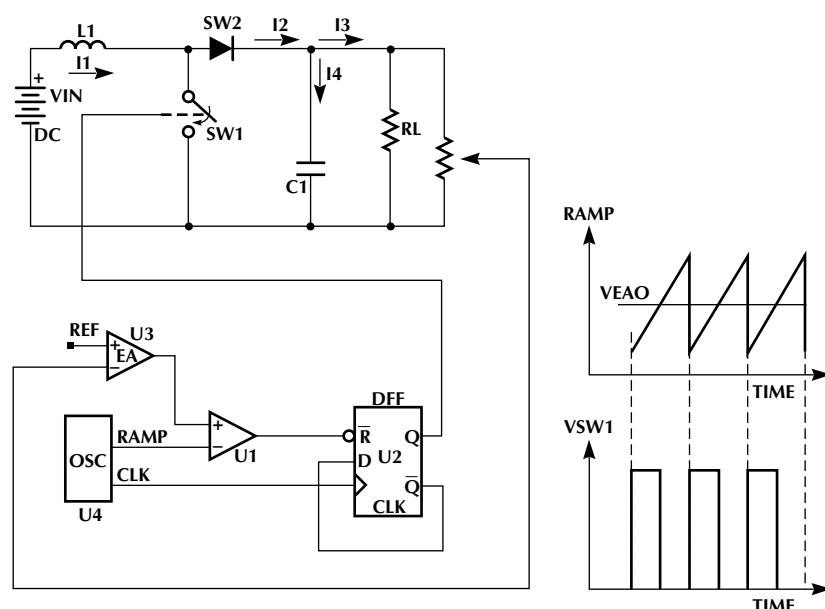 L1
SW2
I2
I3
I1
I4
+
VIN
DC
SW1
RL
C1
RAMP
VEAO
TIME
REF
U3
+
EA
−
DFF
RAMP
+
−
U1
R̅
Q
D
U2
OSC
CLK
Q̅
CLK
U4
VSW1
TIME